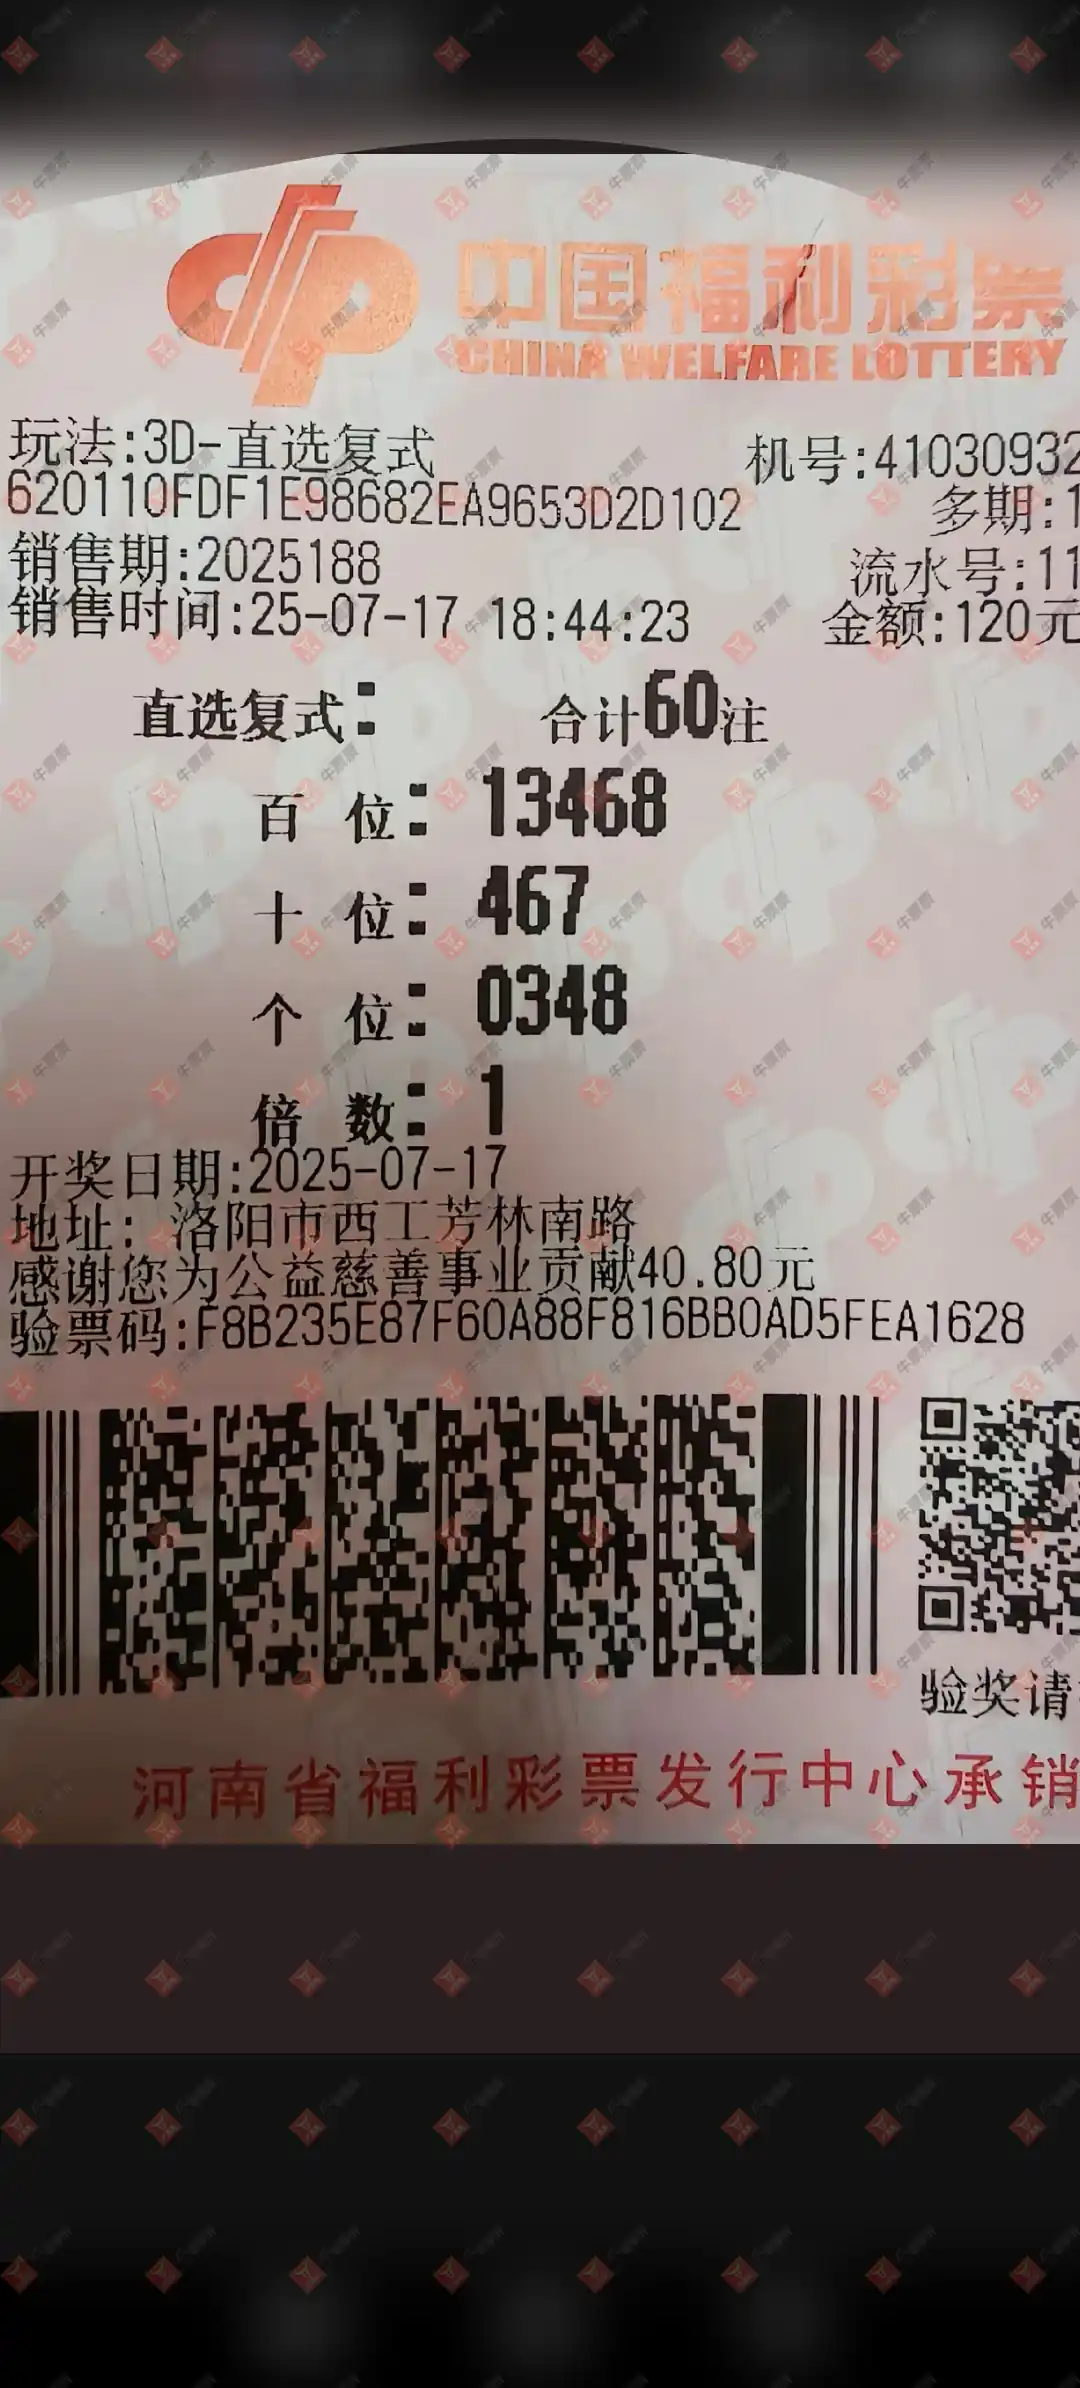 中国福利彩票
CHINA WELFARE LOTTERY
玩法:3D-直选复式 机号:41030932
620110FDF1E98682EA9653D2D102 多期:1
销售期:2025188 流水号:11
销售时间:25-07-17 18:44:23 金额:120元
直选复式: 合计60注
百 位: 13468
十 位: 467
个 位: 0348
倍 数: 1
开奖日期:2025-07-17
地址: 洛阳市西工芳林南路
感谢您为公益慈善事业贡献40.80元
验票码:F8B235E87F60A88F816BB0AD5FEA1628
验奖请
河南省福利彩票发行中心承销
牛票票